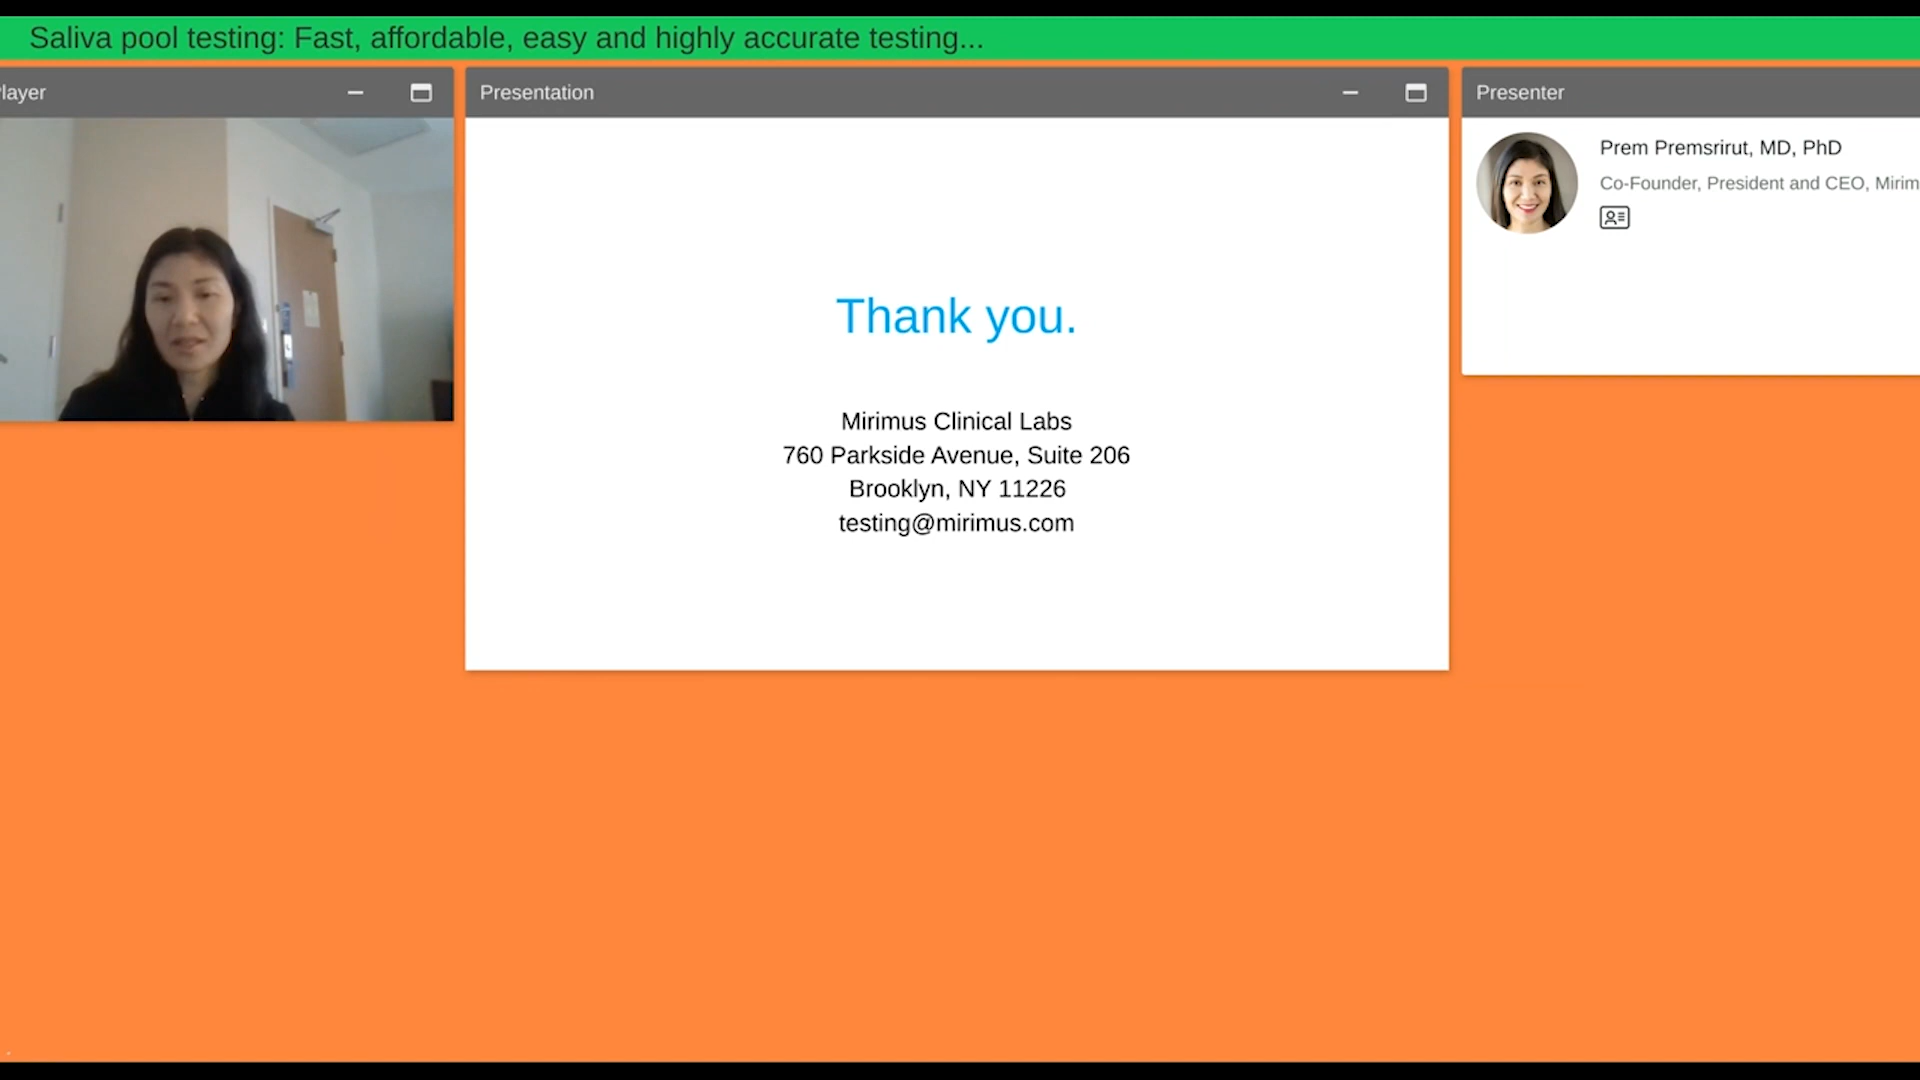 Saliva pool testing: Fast, affordable, easy and highly accurate testing...
layer
Presentation
Thank you.
Mirimus Clinical Labs
760 Parkside Avenue, Suite 206
Brooklyn, NY 11226
testing@mirimus.com
Presenter
Prem Premsrirut, MD, PhD
Co-Founder, President and CEO, Mirim